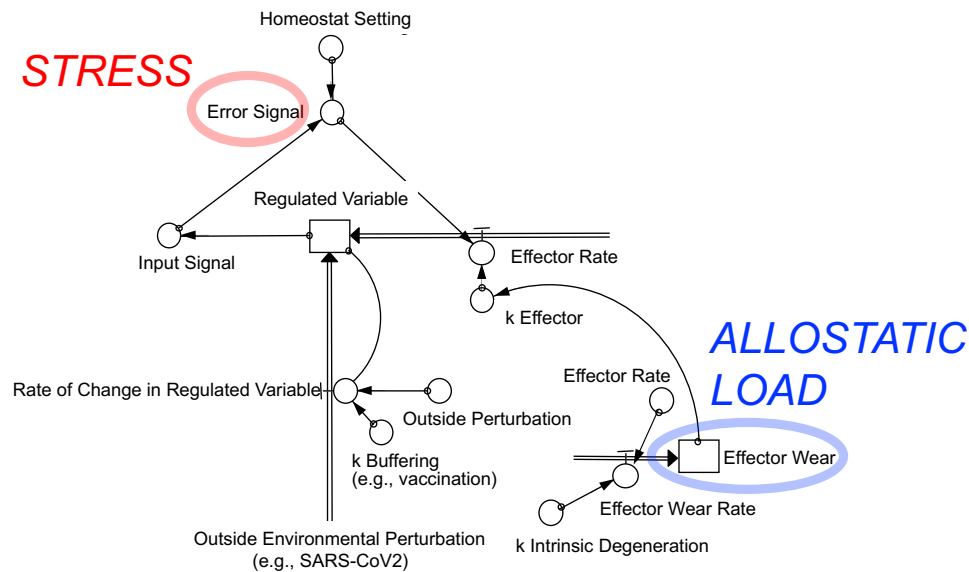 Homeostat Setting
STRESS
Error Signal
Regulated Variable
Input Signal
Effector Rate
k Effector
ALLOSTATIC
LOAD
Effector Rate
Rate of Change in Regulated Variable
Outside Perturbation
k Buffering
(e.g., vaccination)
Effector Wear
Effector Wear Rate
k Intrinsic Degeneration
Outside Environmental Perturbation
(e.g., SARS-CoV2)